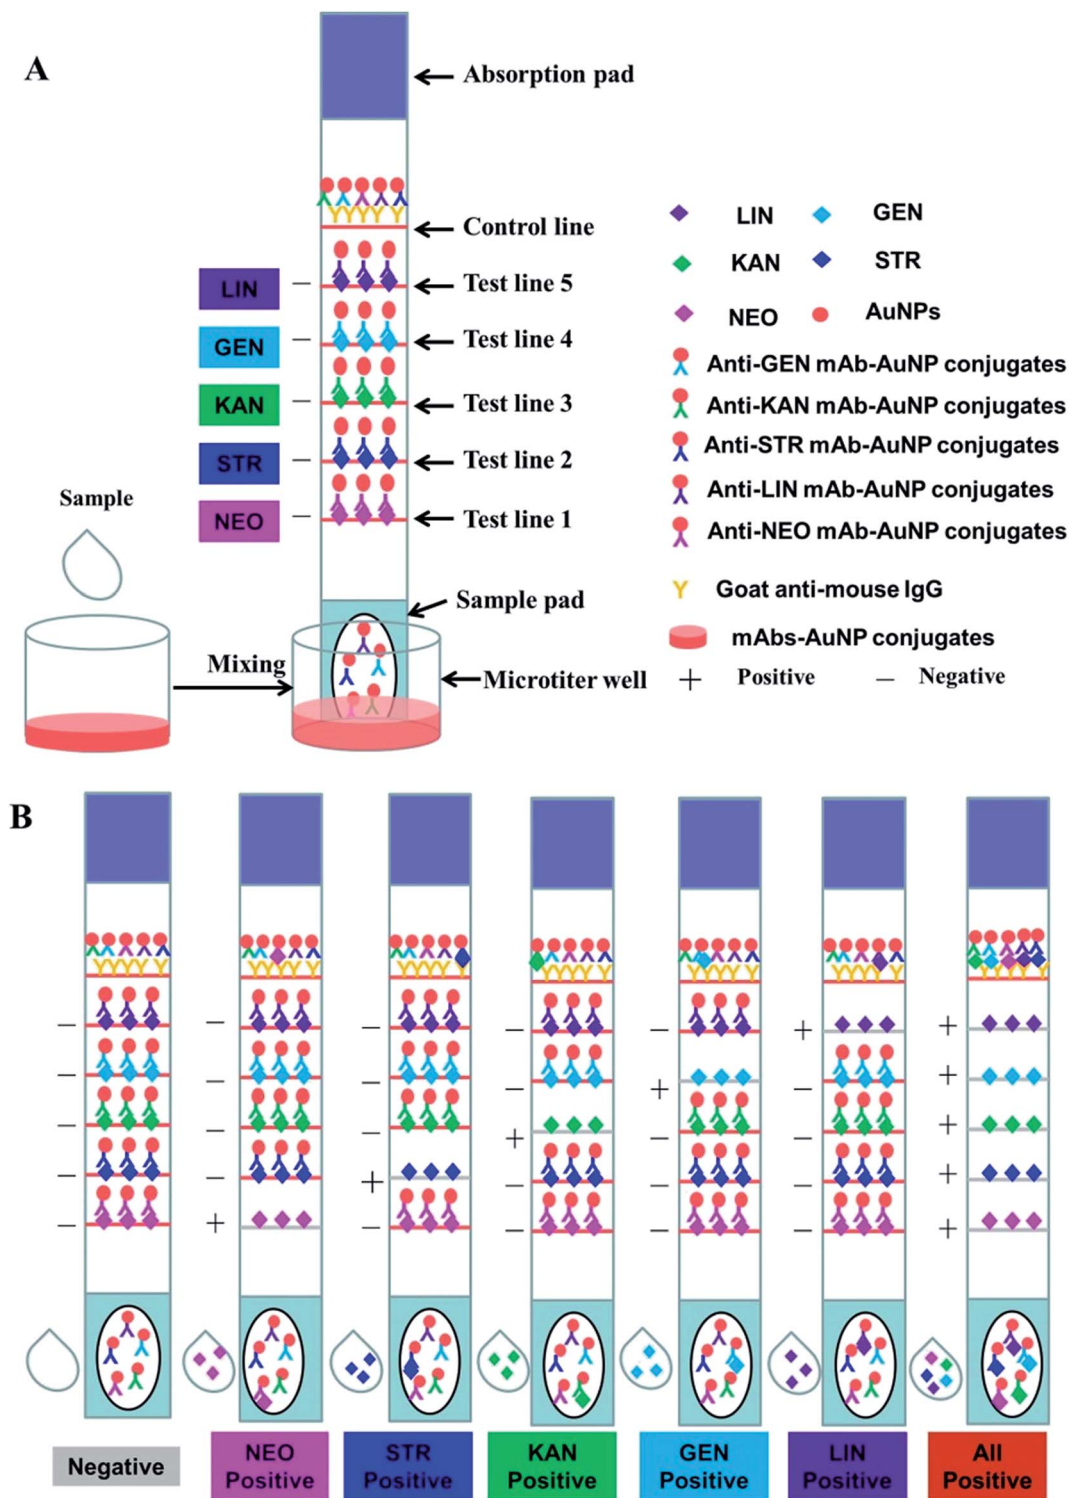 A
Absorption pad
Control line
LIN
−
Test line 5
GEN
−
Test line 4
KAN
−
Test line 3
STR
−
Test line 2
NEO
−
Test line 1
Sample
Sample pad
Mixing
Microtiter well
LIN
GEN
KAN
STR
NEO
AuNPs
Anti-GEN mAb-AuNP conjugates
Anti-KAN mAb-AuNP conjugates
Anti-STR mAb-AuNP conjugates
Anti-LIN mAb-AuNP conjugates
Anti-NEO mAb-AuNP conjugates
Goat anti-mouse IgG
mAbs-AuNP conjugates
+ Positive − Negative
B
− − − − + − +
− − − − + − +
− − − + − − +
− − + − − − +
− + − − − − +
Negative
NEO
Positive
STR
Positive
KAN
Positive
GEN
Positive
LIN
Positive
All
Positive